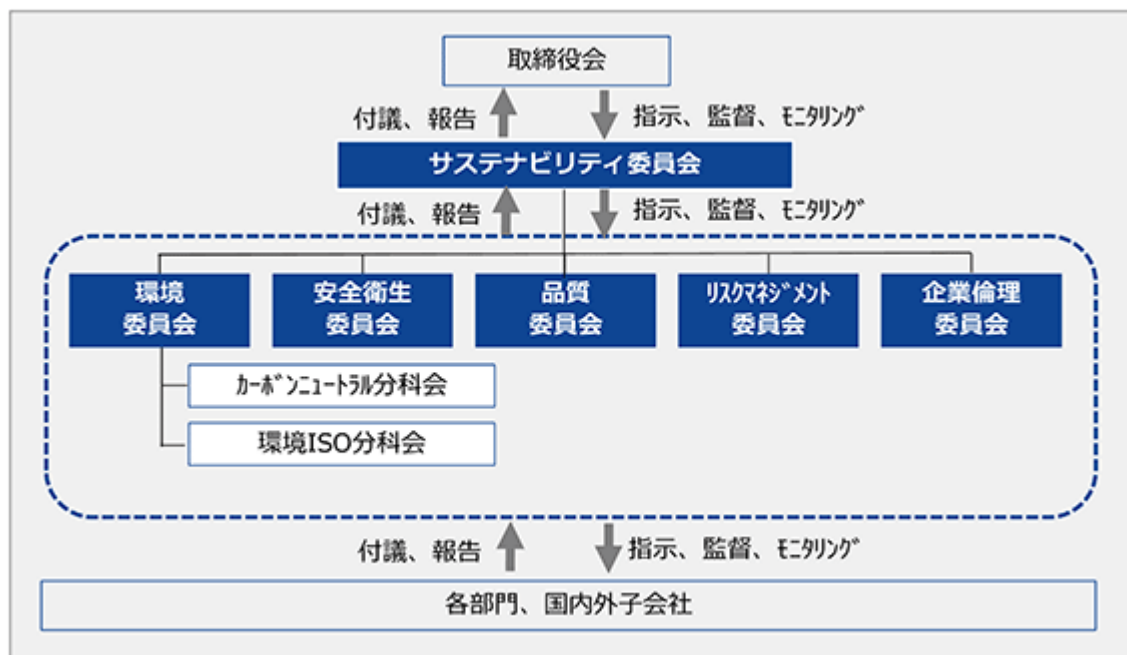 取締役会
付議、報告
指示、監督、ﾓﾆﾀﾘﾝｸﾞ
サステナビリティ委員会
付議、報告
指示、監督、ﾓﾆﾀﾘﾝｸﾞ
環境
委員会
安全衛生
委員会
品質
委員会
ﾘｽｸﾏﾈｼﾞﾒﾝﾄ
委員会
企業倫理
委員会
ｶｰﾎﾞﾝﾆｭｰﾄﾗﾙ分科会
環境ISO分科会
付議、報告
指示、監督、ﾓﾆﾀﾘﾝｸﾞ
各部門、国内外子会社